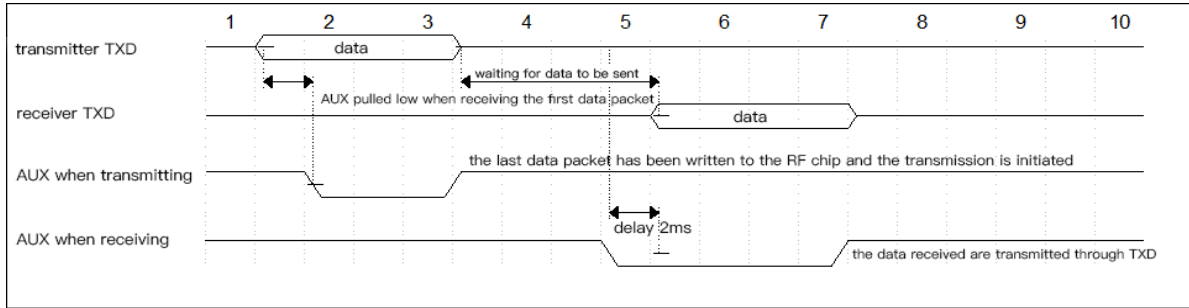 1 2 3 4 5 6 7 8 9 10
transmitter TXD
data
waiting for data to be sent
AUX pulled low when receiving the first data packet
receiver TXD
data
the last data packet has been written to the RF chip and the transmission is initiated
AUX when transmitting
delay 2ms
AUX when receiving
the data received are transmitted through TXD